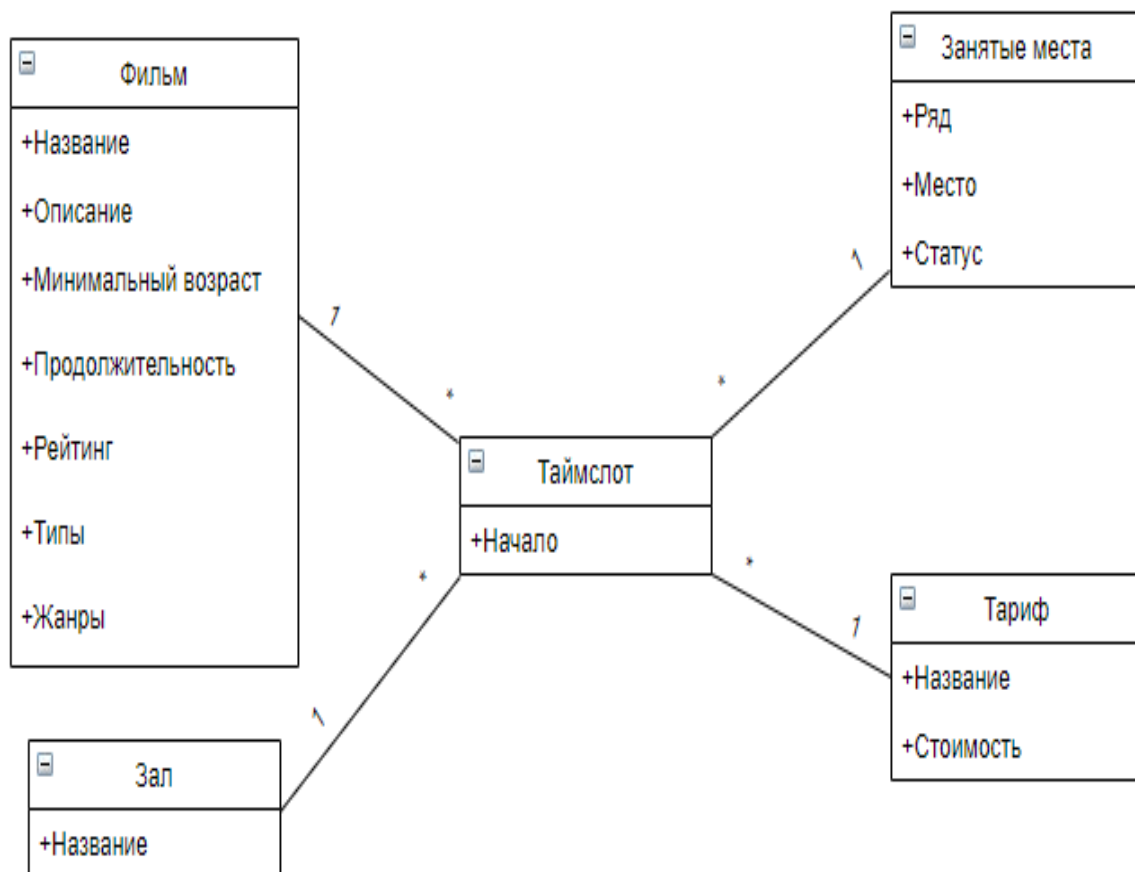 Фильм
+Название
+Описание
+Минимальный возраст
+Продолжительность
+Рейтинг
+Типы
+Жанры
Занятые места
+Ряд
+Место
+Статус
1
*
1
*
Таймслот
+Начало
*
1
*
1
Тариф
+Название
+Стоимость
Зал
+Название